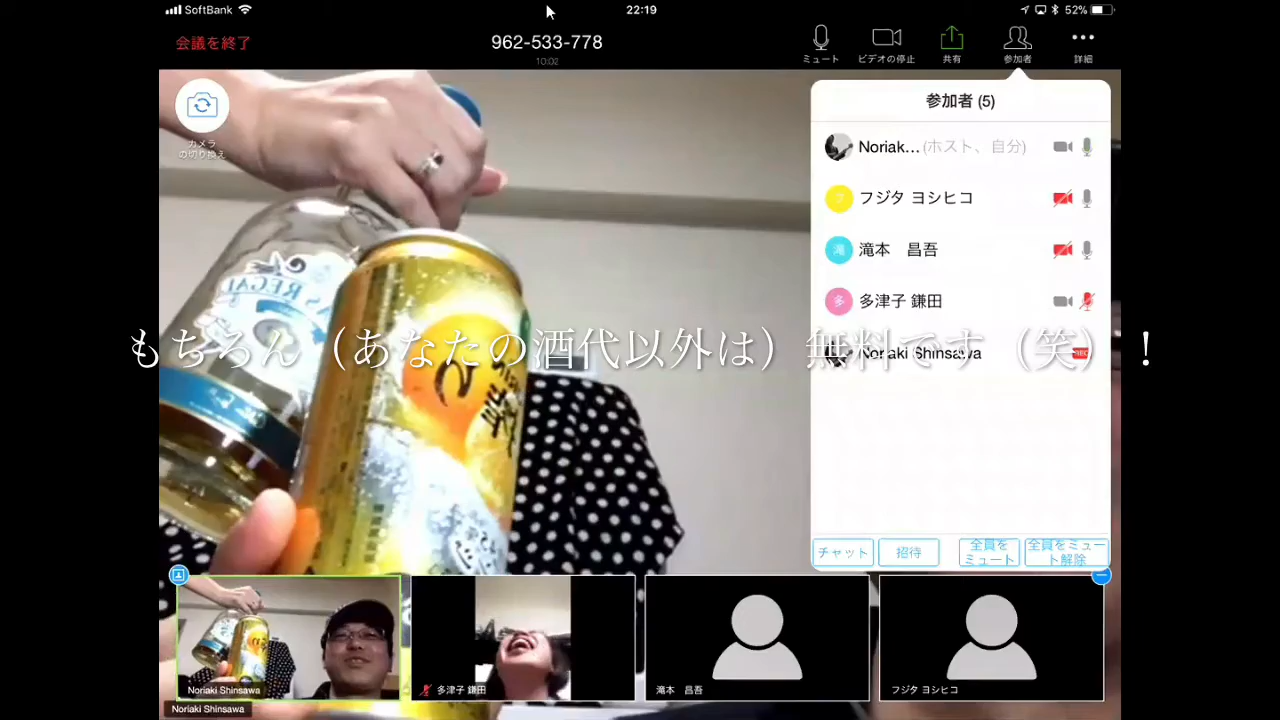 SoftBank
22:19
52%
会議を終了
962-533-778
10:02
ミュート
ビデオの停止
共有
参加者
詳細
カメラ
の切り換え
参加者 (5)
Noriak... (ホスト、自分)
フジタ ヨシヒコ
滝 滝本 昌吾
多 多津子 鎌田
Noriaki Shinsawa
もちろん（あなたの酒代以外は）無料です（笑）！
チャット
招待
全員を
ミュート
全員をミュー
ト解除
Noriaki Shinsawa
多津子 鎌田
滝本 昌吾
フジタ ヨシヒコ
Noriaki Shinsawa